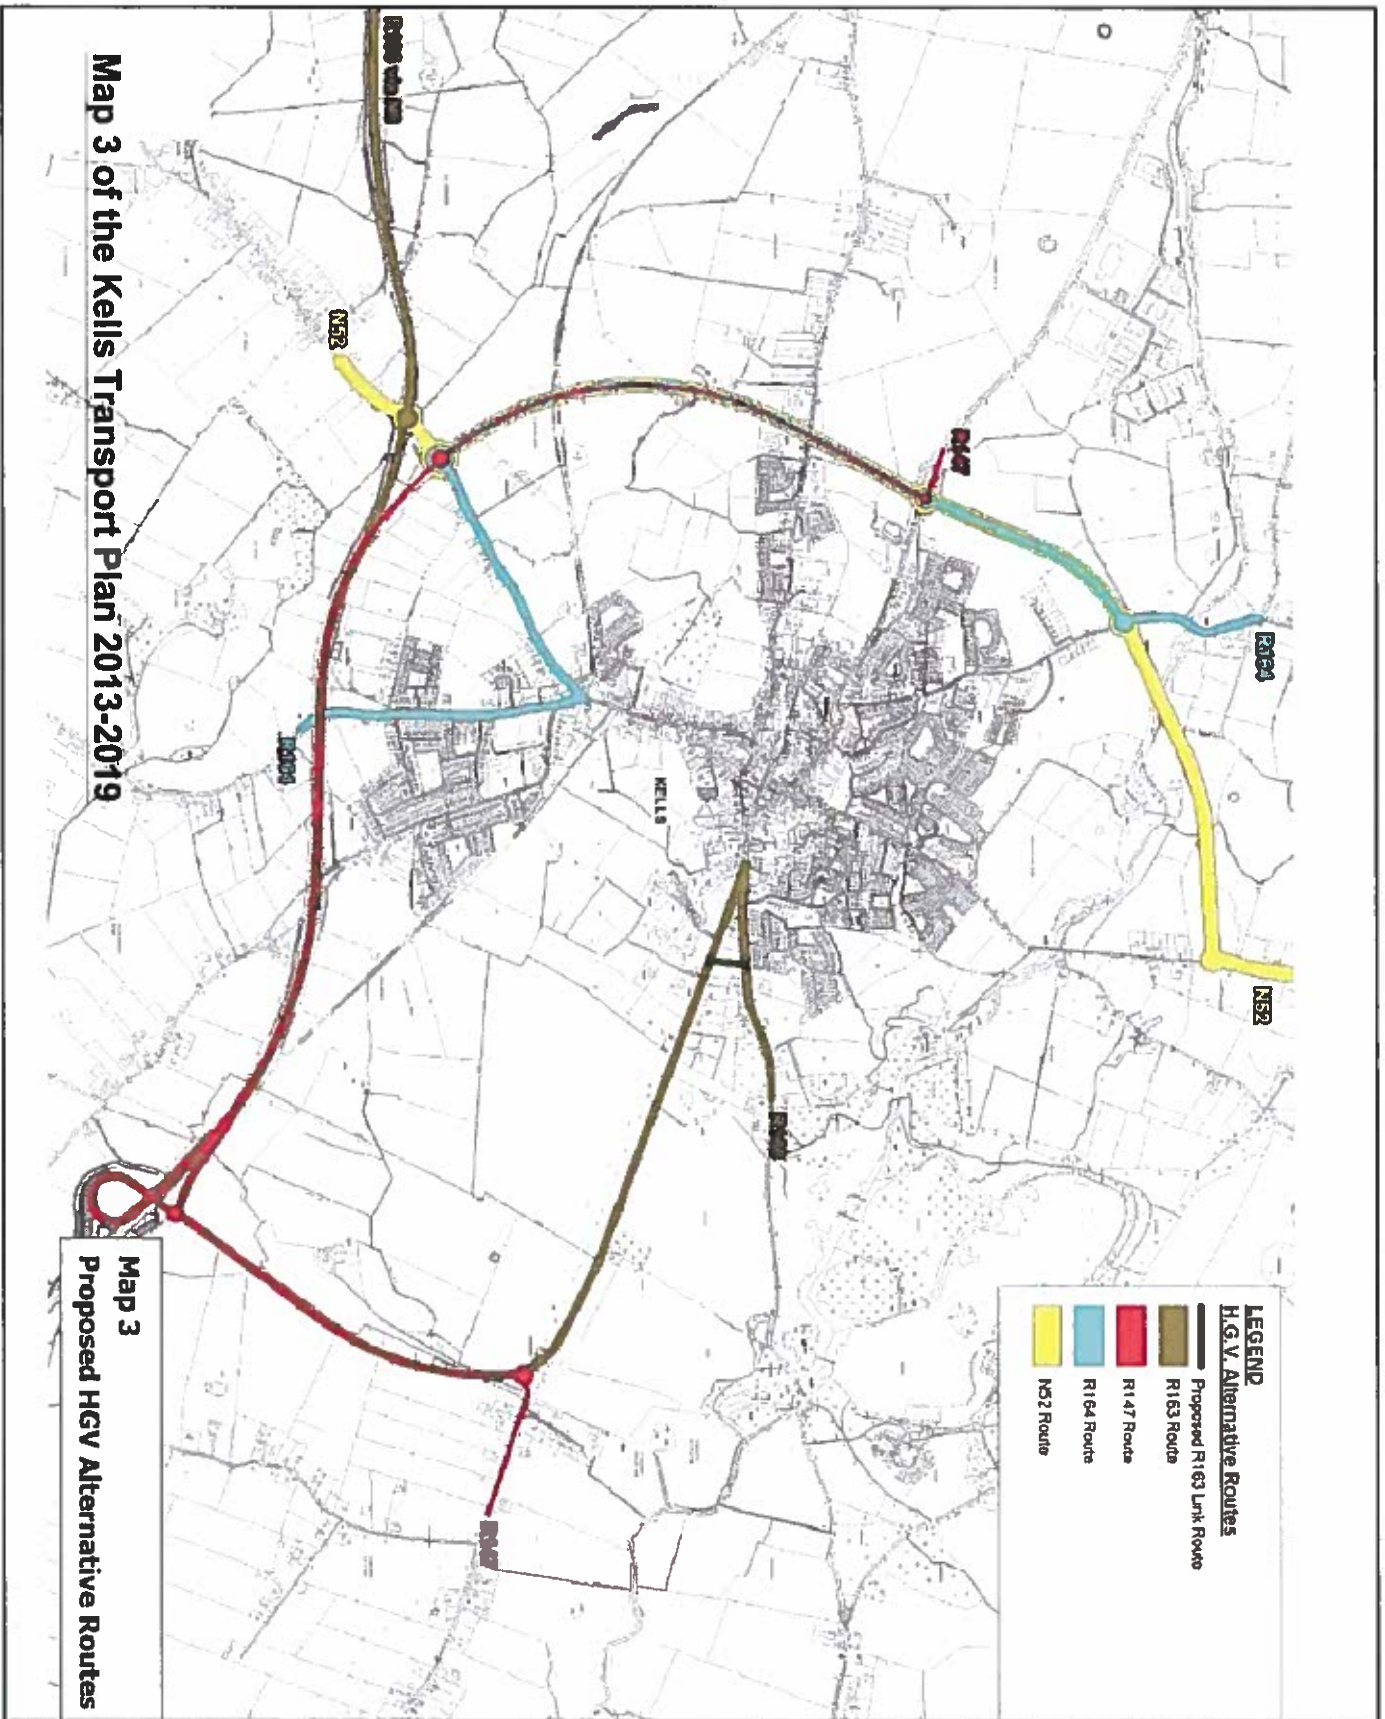 Map 3 of the Kells Transport Plan 2013-2019
LEGEND
H.G.V. Alternative Routes
Proposed R163 Link Route
R163 Route
R147 Route
R164 Route
N52 Route
R164
N52
R147
KELLS
N52
Map 3
Proposed HGV Alternative Routes